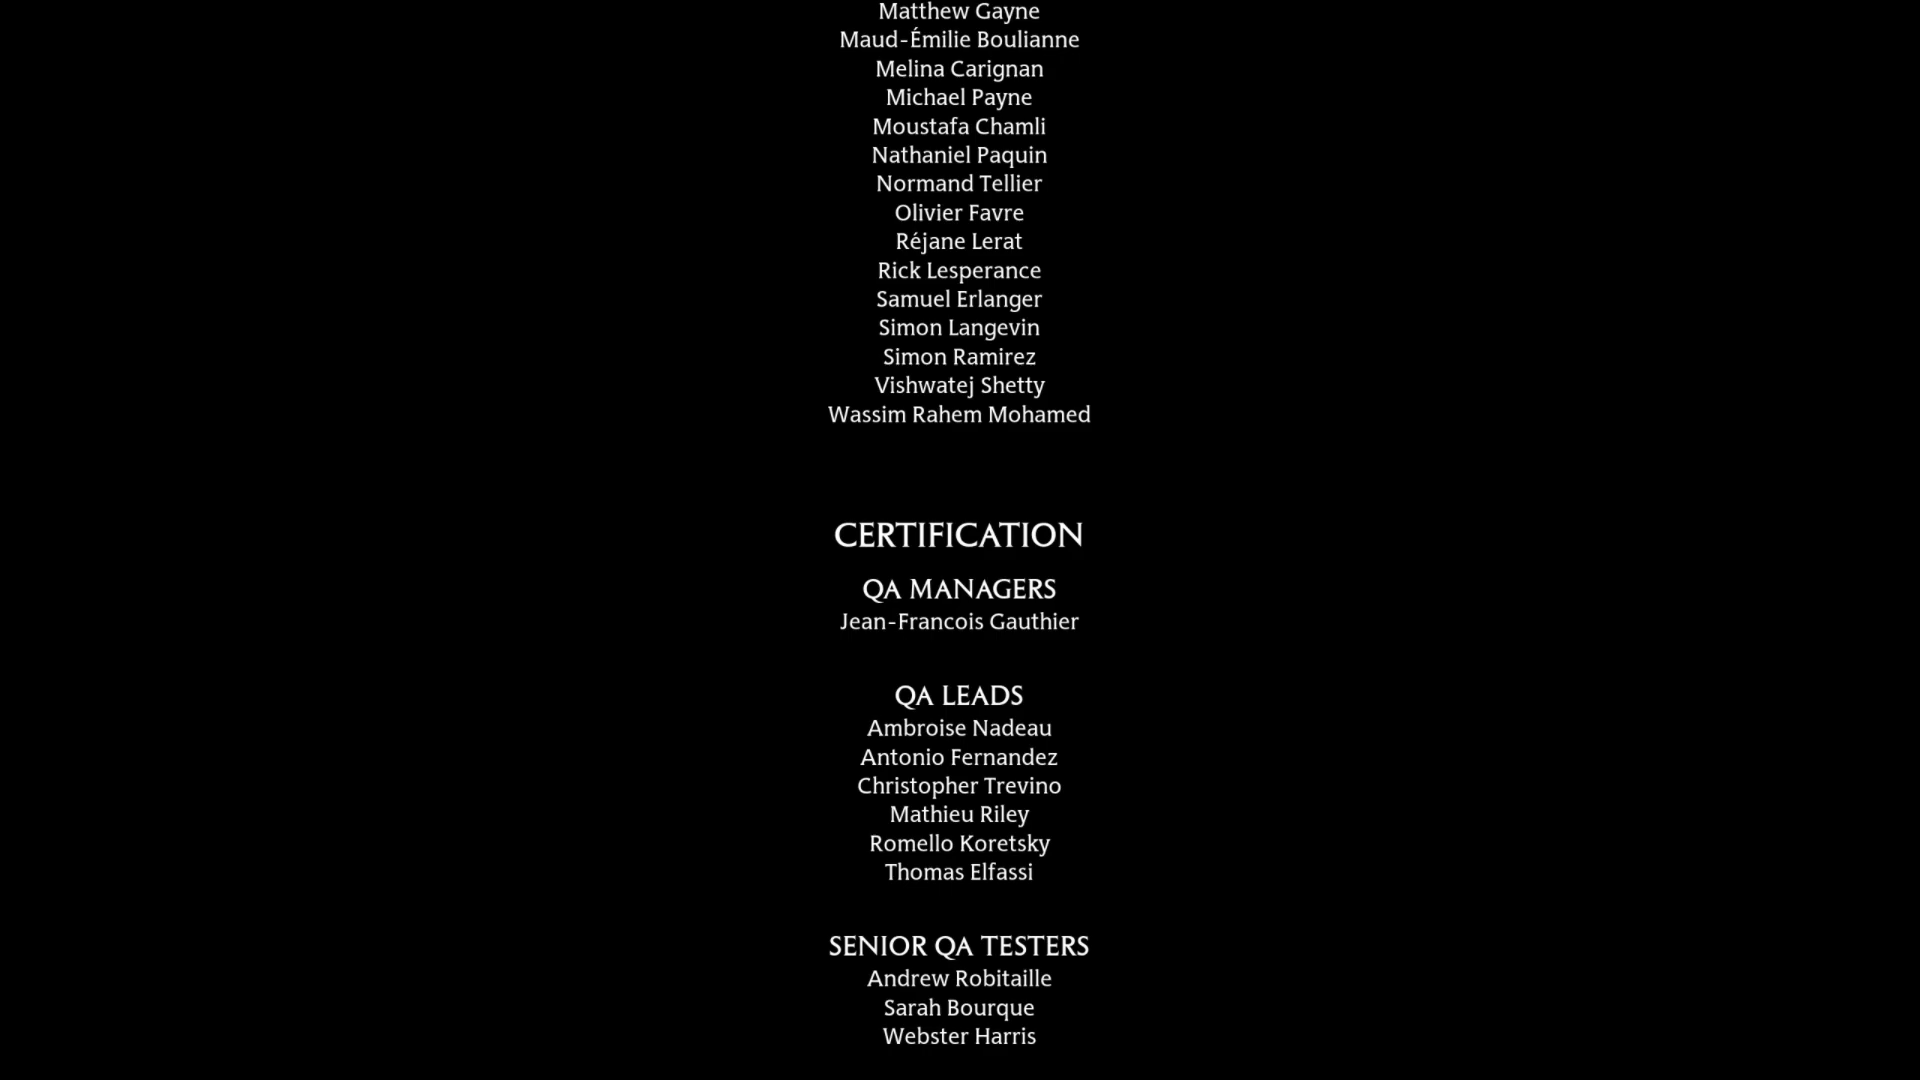 Matthew Gayne
Maud-Émilie Boulianne
Melina Carignan
Michael Payne
Moustafa Chamli
Nathaniel Paquin
Normand Tellier
Olivier Favre
Réjane Lerat
Rick Lesperance
Samuel Erlanger
Simon Langevin
Simon Ramirez
Vishwatej Shetty
Wassim Rahem Mohamed
CERTIFICATION
QA MANAGERS
Jean-Francois Gauthier
QA LEADS
Ambroise Nadeau
Antonio Fernandez
Christopher Trevino
Mathieu Riley
Romello Koretsky
Thomas Elfassi
SENIOR QA TESTERS
Andrew Robitaille
Sarah Bourque
Webster Harris